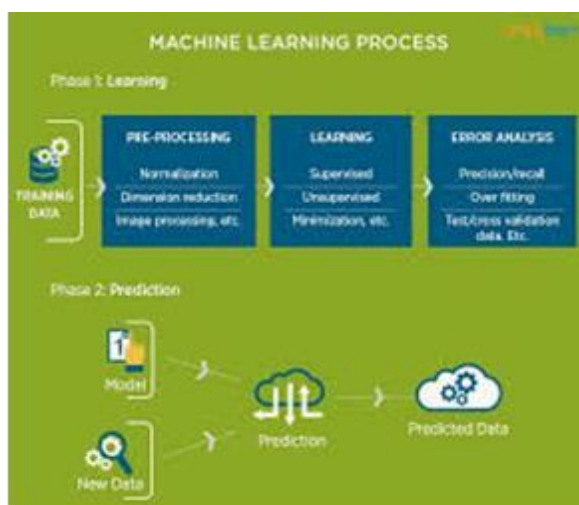 MACHINE LEARNING PROCESS
Phase 1: Learning
TRAINING
DATA
PRE-PROCESSING
Normalization
Dimension reduction
Image processing, etc.
LEARNING
Supervised
Unsupervised
Minimization, etc.
ERROR ANALYSIS
Precision/recall
Over fitting
Test/cross validation
data. Etc.
Phase 2: Prediction
Model
New Data
Prediction
Predicted Data